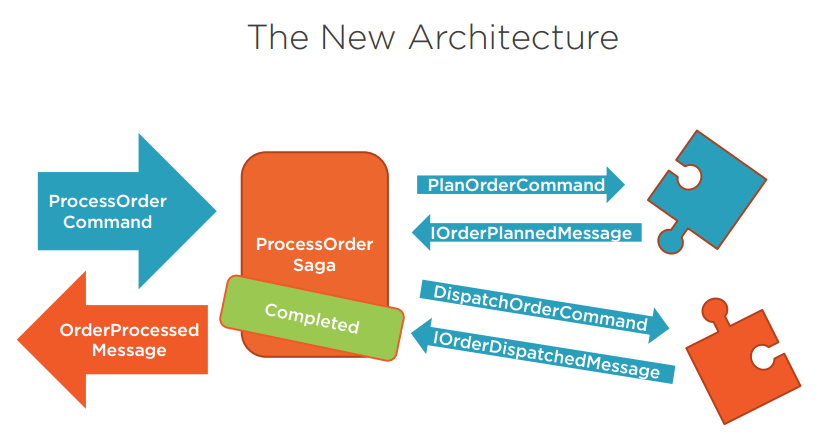 The New Architecture
ProcessOrder
Command
OrderProcessed
Message
ProcessOrder
Saga
Completed
PlanOrderCommand
IOrderPlannedMessage
DispatchOrderCommand
IOrderDispatchedMessage